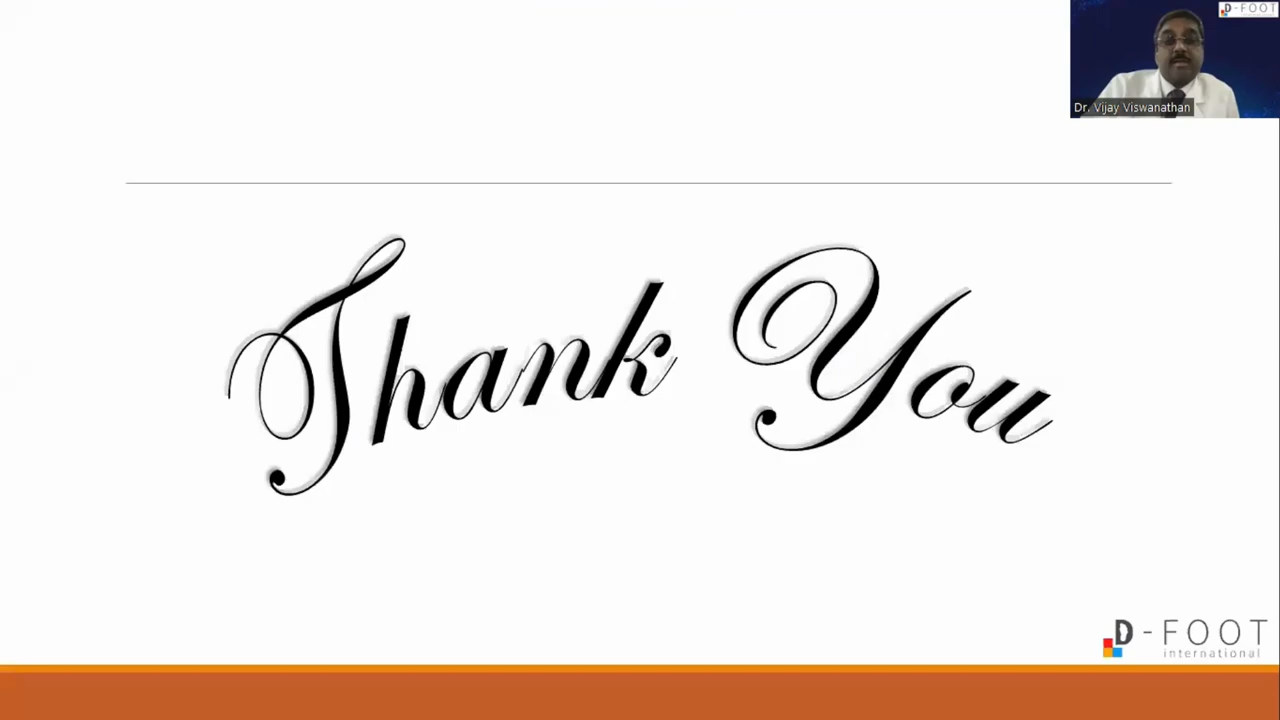 D-FOOT
Dr. Vijay Viswanathan
Thank You
D-FOOT
international